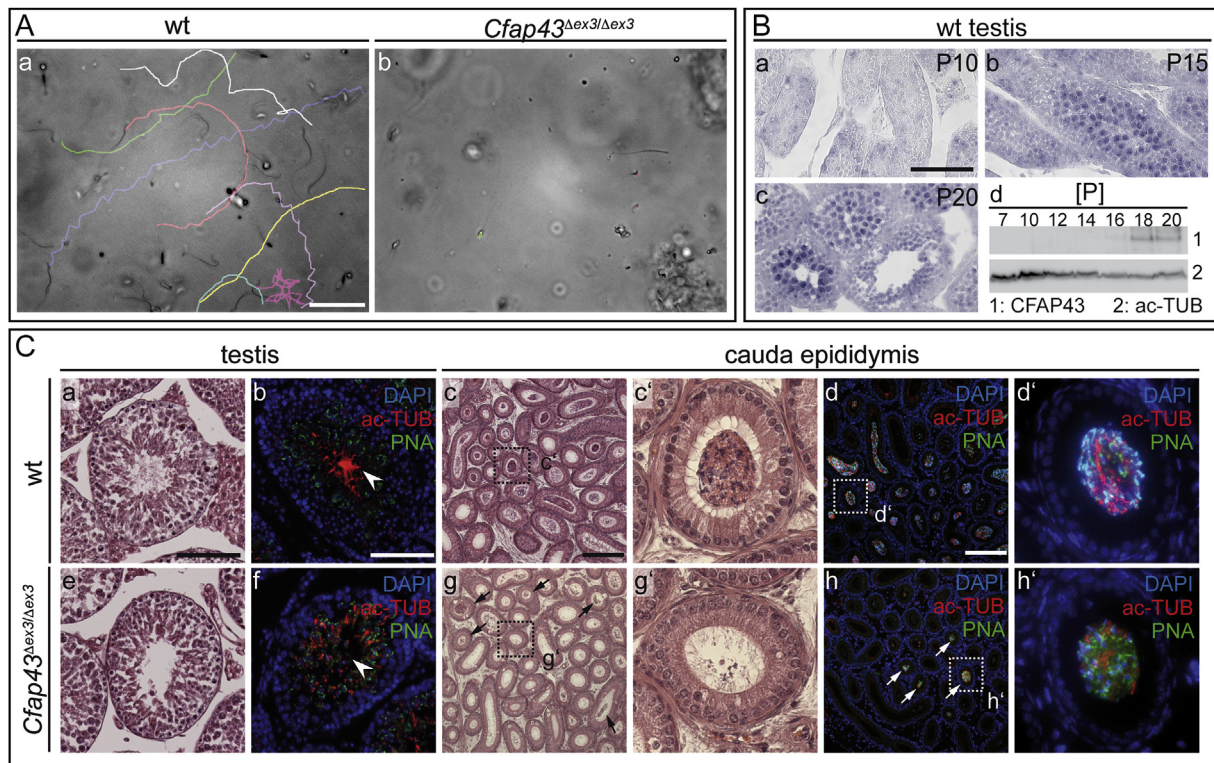 A
wt
Cfap43Δex3/Δex3
a
b
B
wt testis
a
P10
b
P15
c
P20
d
[P]
7 10 12 14 16 18 20
1
2
1: CFAP43 2: ac-TUB
C
testis
cauda epididymis
wt
a
b
DAPI
ac-TUB
PNA
c
c'
c'
d
DAPI
ac-TUB
PNA
d'
d'
DAPI
ac-TUB
PNA
Cfap43Δex3/Δex3
e
f
DAPI
ac-TUB
PNA
g
g'
g'
h
DAPI
ac-TUB
PNA
h'
h'
DAPI
ac-TUB
PNA